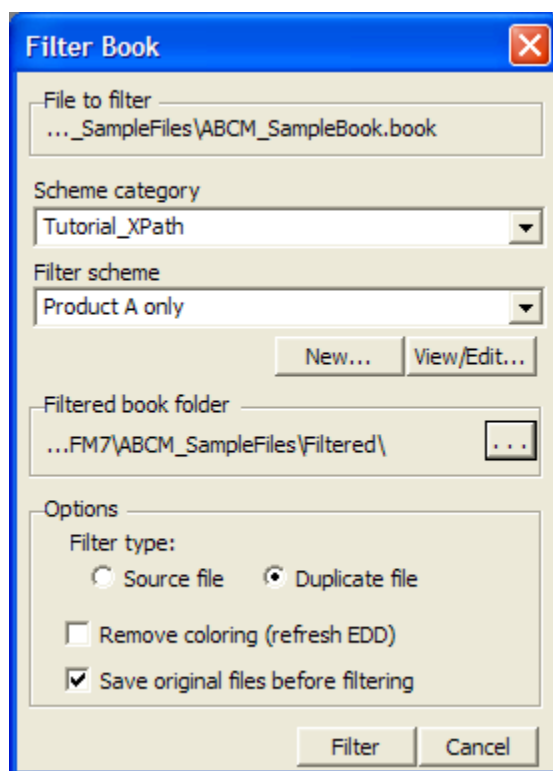 Filter Book
File to filter
..._SampleFiles\ABCM_SampleBook.book
Scheme category
Tutorial_XPath
Filter scheme
Product A only
New... View/Edit...
Filtered book folder
...FM7\ABCM_SampleFiles\Filtered\ ...
Options
Filter type:
Source file Duplicate file
Remove coloring (refresh EDD)
Save original files before filtering
Filter Cancel